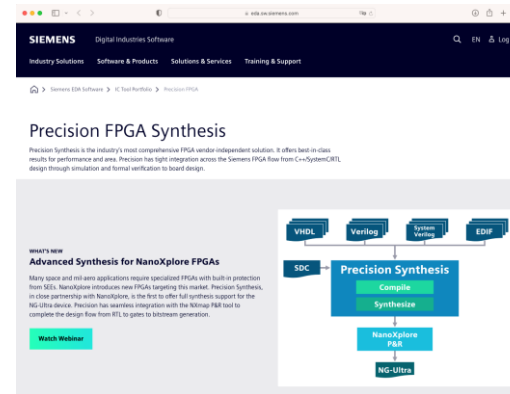 eda.sw.siemens.com
SIEMENS
Digital Industries Software
EN
Log
Industry Solutions
Software & Products
Solutions & Services
Training & Support
Siemens EDA Software > IC Tool Portfolio > Precision FPGA
Precision FPGA Synthesis
Precision Synthesis is the industry's most comprehensive FPGA vendor-independent solution. It offers best-in-class
results for performance and area. Precision has tight integration across the Siemens FPGA flow from C++/SystemC/RTL
design through simulation and formal verification to board design.
WHAT'S NEW
Advanced Synthesis for NanoXplore FPGAs
Many space and mil-aero applications require specialized FPGAs with built-in protection
from SEEs. NanoXplore introduces new FPGAs targeting this market. Precision Synthesis,
in close partnership with NanoXplore, is the first to offer full synthesis support for the
NG-Ultra device. Precision has seamless integration with the NXmap P&R tool to
complete the design flow from RTL to gates to bitstream generation.
Watch Webinar
VHDL
Verilog
System
Verilog
EDIF
SDC
Precision Synthesis
Compile
Synthesize
NanoXplore
P&R
NG-Ultra